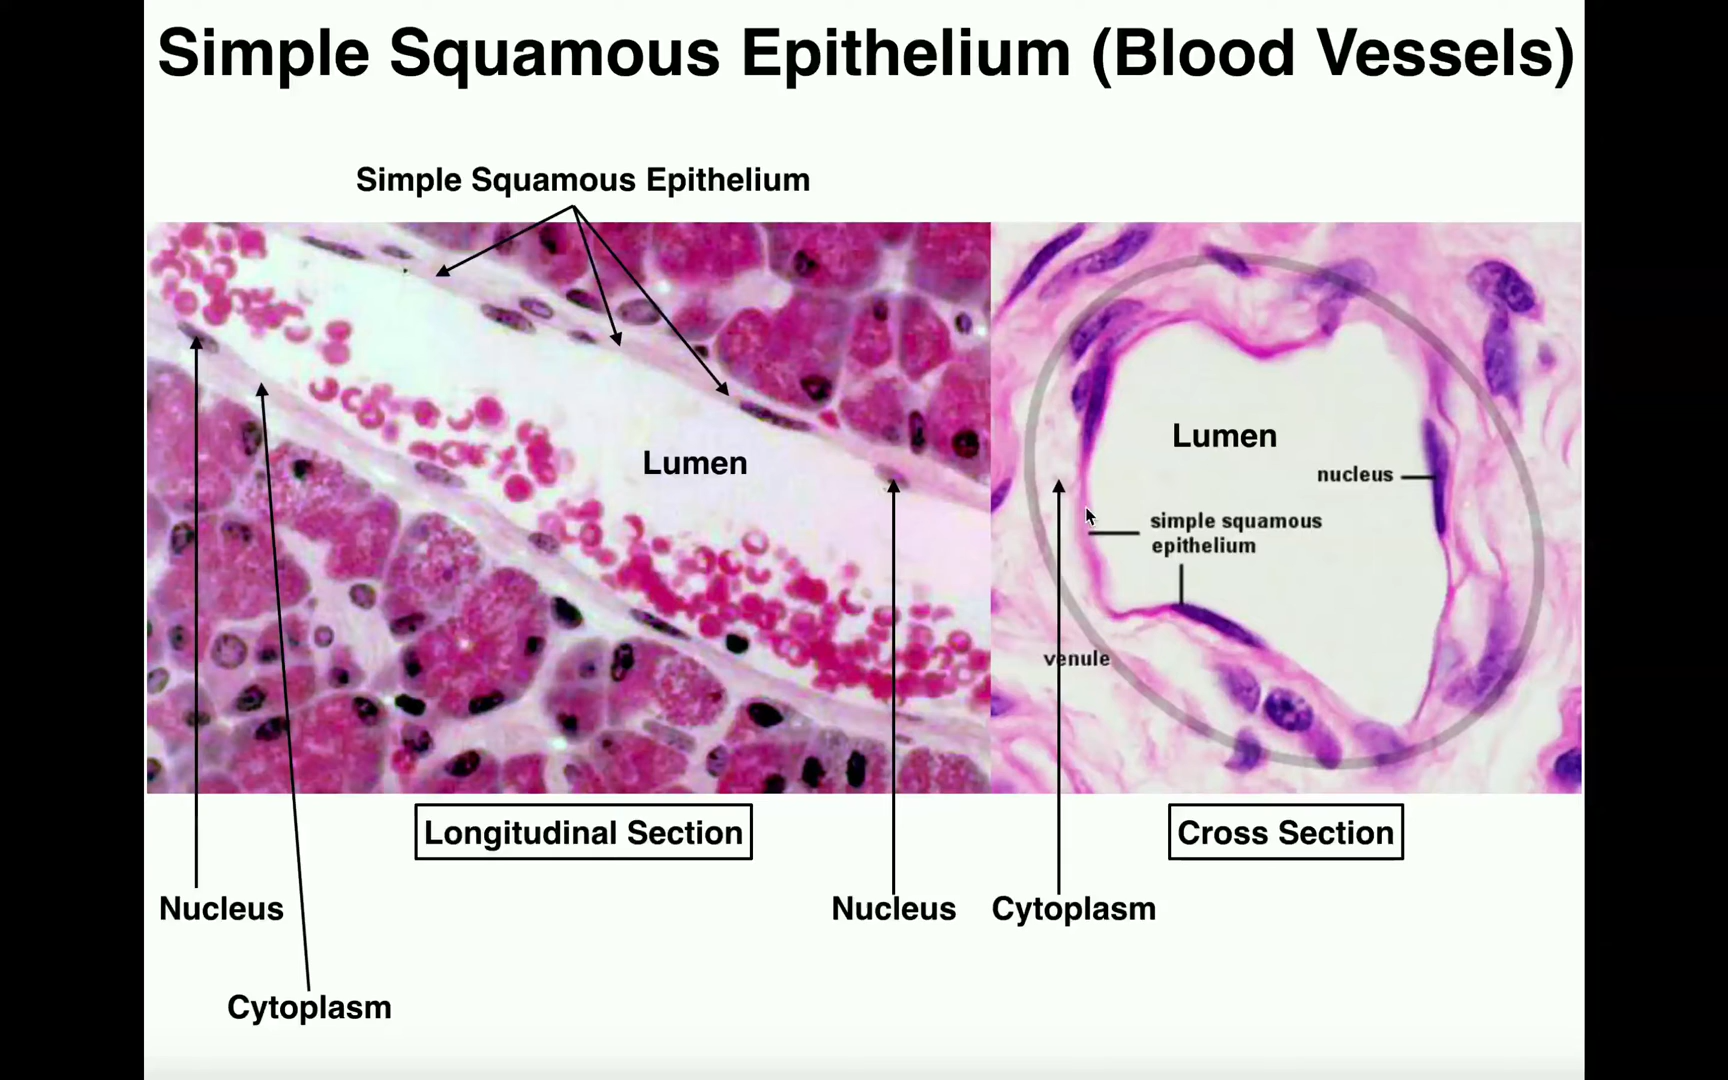 Simple Squamous Epithelium (Blood Vessels)
Simple Squamous Epithelium
Lumen
Lumen
nucleus
simple squamous
epithelium
venule
Longitudinal Section
Cross Section
Nucleus
Nucleus
Cytoplasm
Cytoplasm